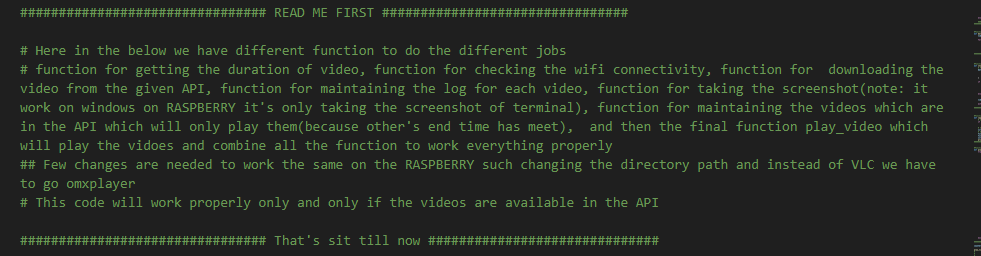 ################################ READ ME FIRST ################################
# Here in the below we have different function to do the different jobs
# function for getting the duration of video, function for checking the wifi connectivity, function for  downloading the
video from the given API, function for maintaining the log for each video, function for taking the screenshot(note: it
work on windows on RASPBERRY it's only taking the screenshot of terminal), function for maintaining the videos which are
in the API which will only play them(because other's end time has meet),  and then the final function play_video which
will play the vidoes and combine all the function to work everything properly
## Few changes are needed to work the same on the RASPBERRY such changing the directory path and instead of VLC we have
to go omxplayer
# This code will work properly only and only if the videos are available in the API
################################ That's sit till now ##############################